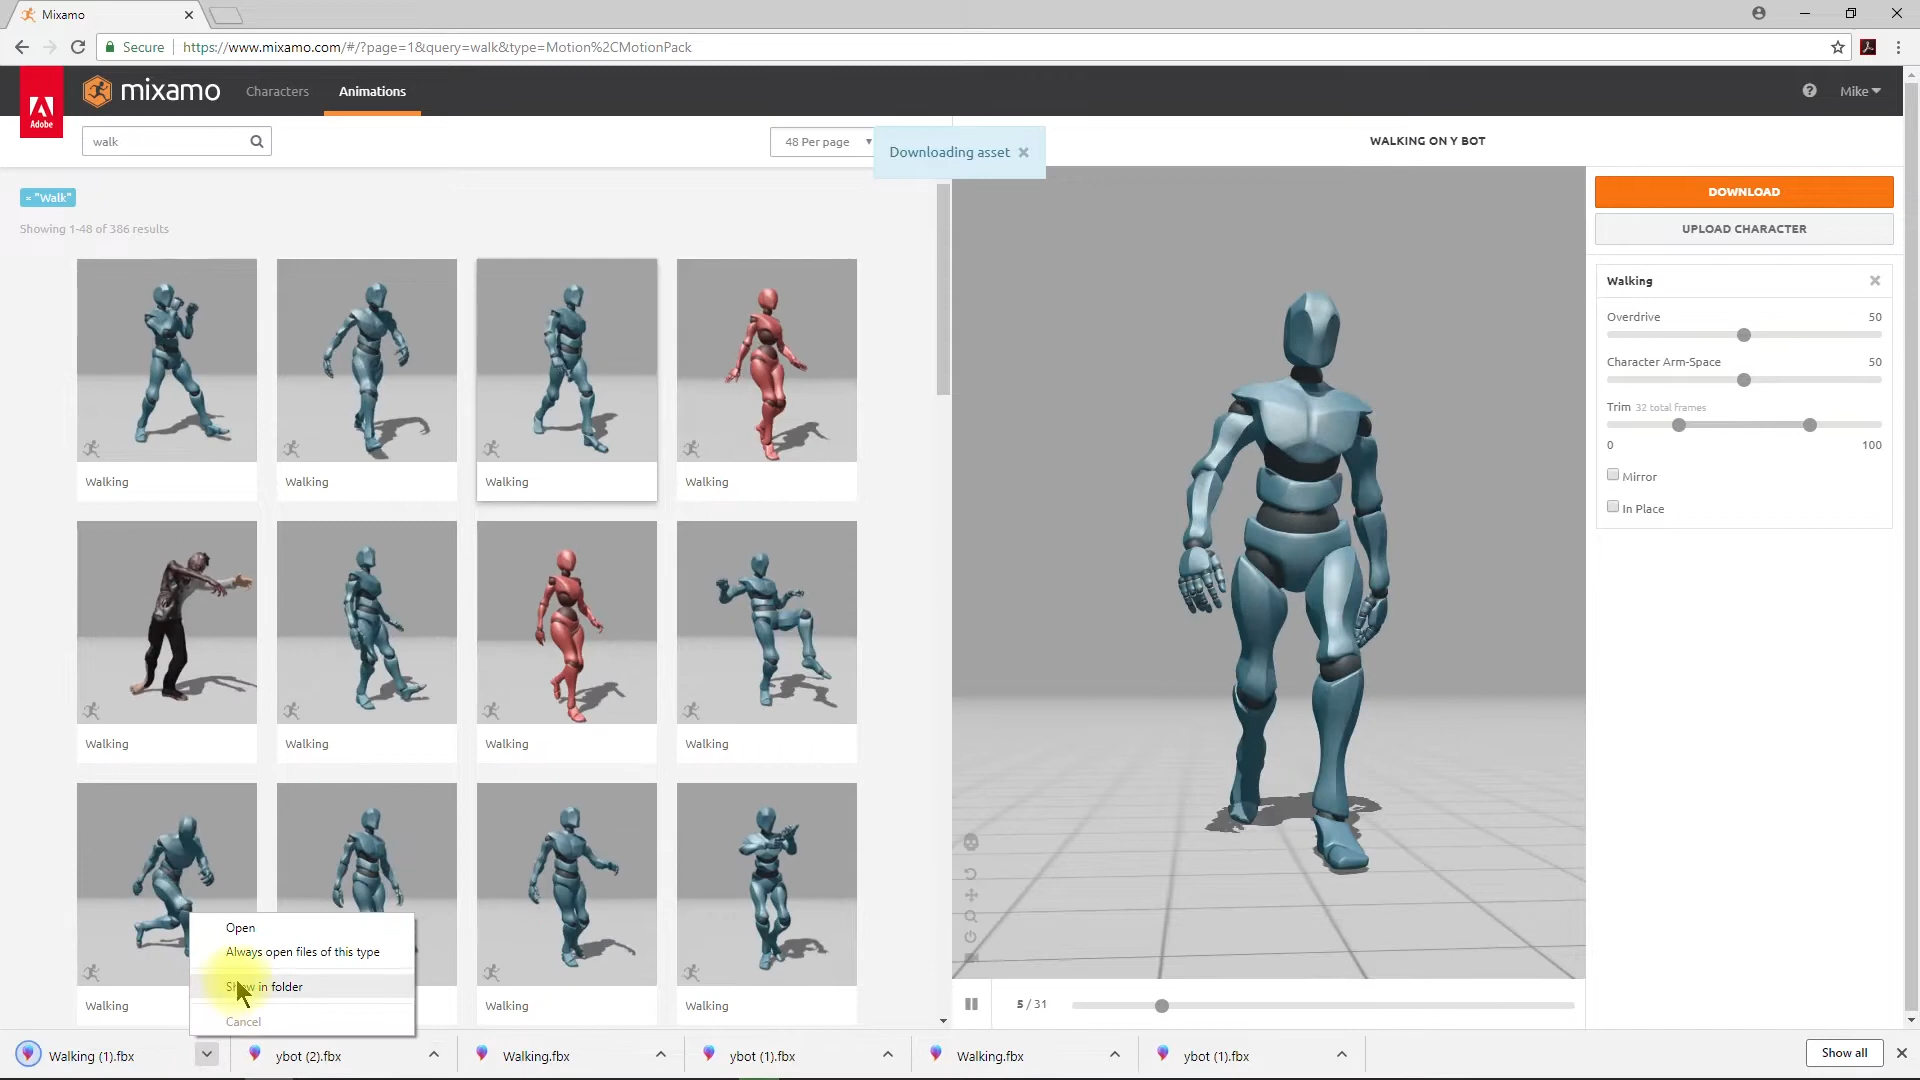 Mixamo
Secure
https://www.mixamo.com/#/?page=1&query=walk&type=Motion%2CMotionPack
Adobe
mixamo
Characters
Animations
Mike
walk
48 Per page
Downloading asset
WALKING ON Y BOT
× "Walk"
Showing 1-48 of 386 results
DOWNLOAD
UPLOAD CHARACTER
Walking
Overdrive
50
Character Arm-Space
50
Trim 32 total frames
0
100
Mirror
In Place
Walking
Walking
Walking
Walking
Walking
Walking
Walking
Walking
Walking
Walking
Walking
Open
Always open files of this type
Show in folder
Cancel
5 / 31
Walking (1).fbx
ybot (2).fbx
Walking.fbx
ybot (1).fbx
Walking.fbx
ybot (1).fbx
Show all